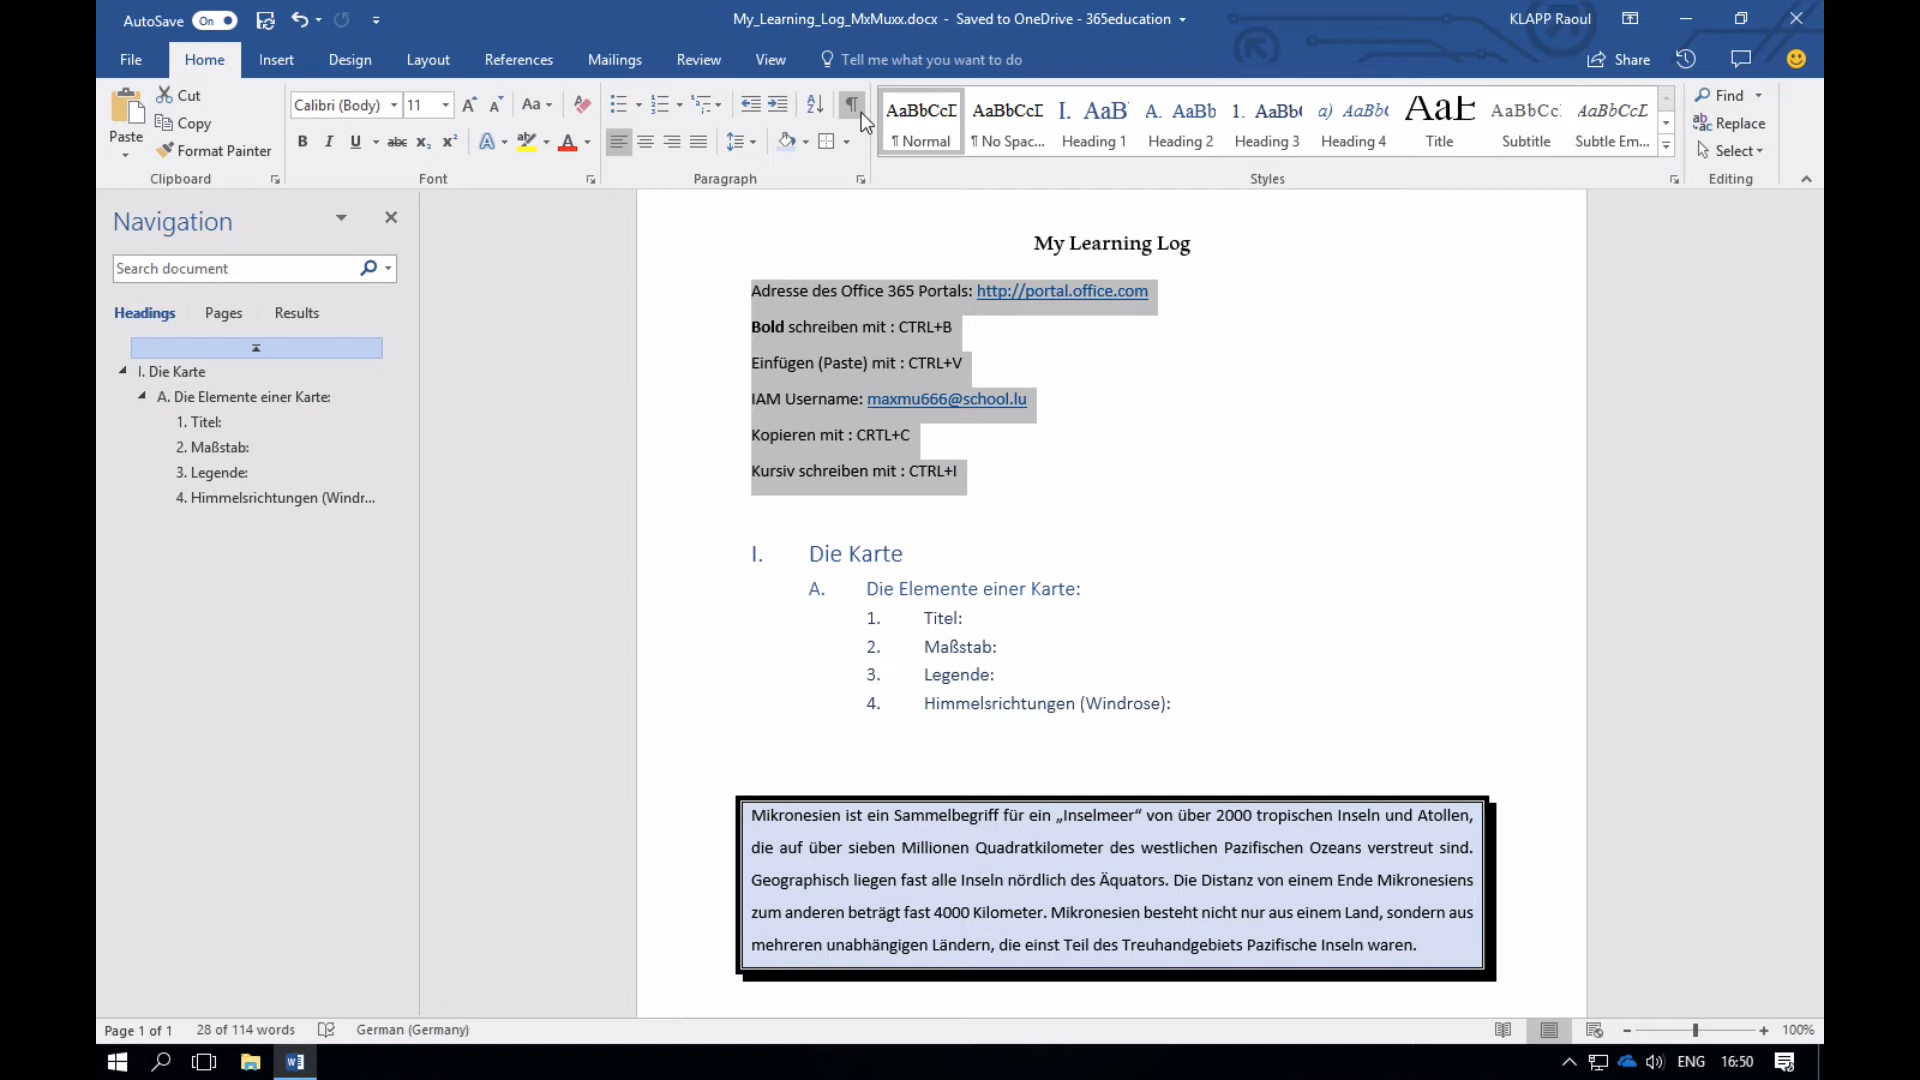 AutoSave On My_Learning_Log_MxMuxx.docx - Saved to OneDrive - 365education KLAPP Raoul
File Home Insert Design Layout References Mailings Review View Tell me what you want to do Share
Paste
Cut
Copy
Format Painter
Clipboard
Calibri (Body) 11 Aa
B I U abc x₂ x²
Font
Paragraph
AaBbCcD AaBbCcD I. AaB A. AaBb 1. AaBb a) AaBb AaB AaBbCc AaBbCcD
¶ Normal ¶ No Spac... Heading 1 Heading 2 Heading 3 Heading 4 Title Subtitle Subtle Em...
Styles
Find
Replace
Select
Editing
Navigation
Search document
Headings Pages Results
I. Die Karte
A. Die Elemente einer Karte:
1. Titel:
2. Maßstab:
3. Legende:
4. Himmelsrichtungen (Windr...
My Learning Log
Adresse des Office 365 Portals: http://portal.office.com
Bold schreiben mit : CTRL+B
Einfügen (Paste) mit : CTRL+V
IAM Username: maxmu666@school.lu
Kopieren mit : CRTL+C
Kursiv schreiben mit : CTRL+I
I. Die Karte
A. Die Elemente einer Karte:
1. Titel:
2. Maßstab:
3. Legende:
4. Himmelsrichtungen (Windrose):
Mikronesien ist ein Sammelbegriff für ein „Inselmeer“ von über 2000 tropischen Inseln und Atollen,
die auf über sieben Millionen Quadratkilometer des westlichen Pazifischen Ozeans verstreut sind.
Geographisch liegen fast alle Inseln nördlich des Äquators. Die Distanz von einem Ende Mikronesiens
zum anderen beträgt fast 4000 Kilometer. Mikronesien besteht nicht nur aus einem Land, sondern aus
mehreren unabhängigen Ländern, die einst Teil des Treuhandgebiets Pazifische Inseln waren.
Page 1 of 1 28 of 114 words German (Germany) 100%
ENG 16:50